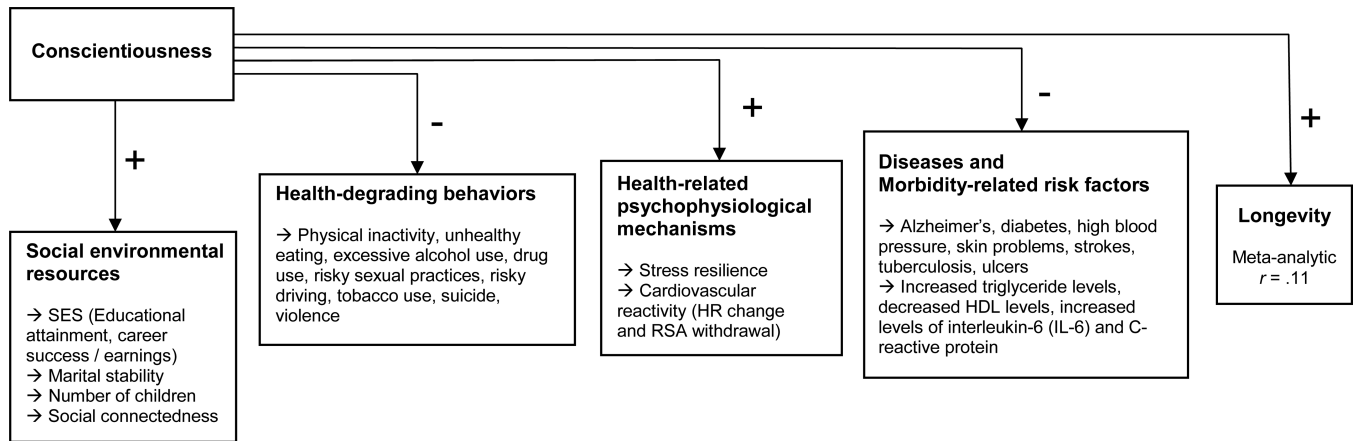 Conscientiousness
+
-
+
-
+
Social environmental
resources
→ SES (Educational
attainment, career
success / earnings)
→ Marital stability
→ Number of children
→ Social connectedness
Health-degrading behaviors
→ Physical inactivity, unhealthy
eating, excessive alcohol use, drug
use, risky sexual practices, risky
driving, tobacco use, suicide,
violence
Health-related
psychophysiological
mechanisms
→ Stress resilience
→ Cardiovascular
reactivity (HR change
and RSA withdrawal)
Diseases and
Morbidity-related risk factors
→ Alzheimer’s, diabetes, high blood
pressure, skin problems, strokes,
tuberculosis, ulcers
→ Increased triglyceride levels,
decreased HDL levels, increased
levels of interleukin-6 (IL-6) and C-
reactive protein
Longevity
Meta-analytic
r = .11